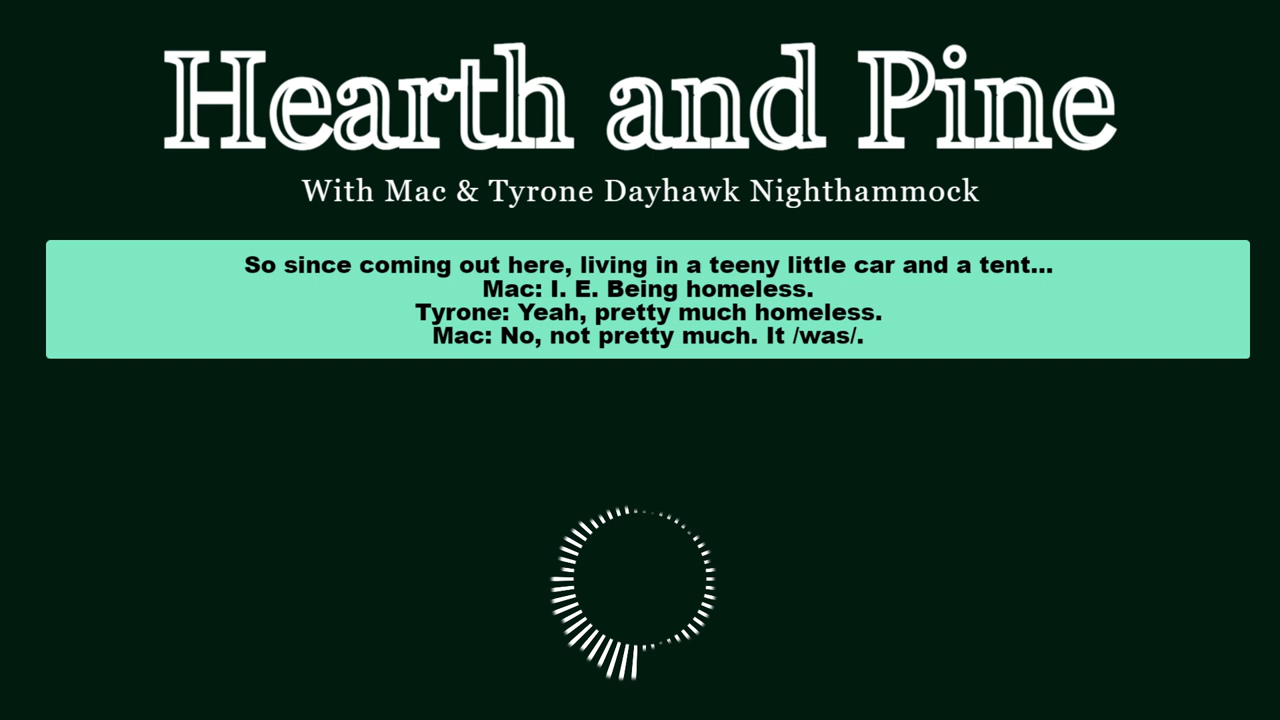 Hearth and Pine
With Mac & Tyrone Dayhawk Nighthammock
So since coming out here, living in a teeny little car and a tent...
Mac: I. E. Being homeless.
Tyrone: Yeah, pretty much homeless.
Mac: No, not pretty much. It /was/.